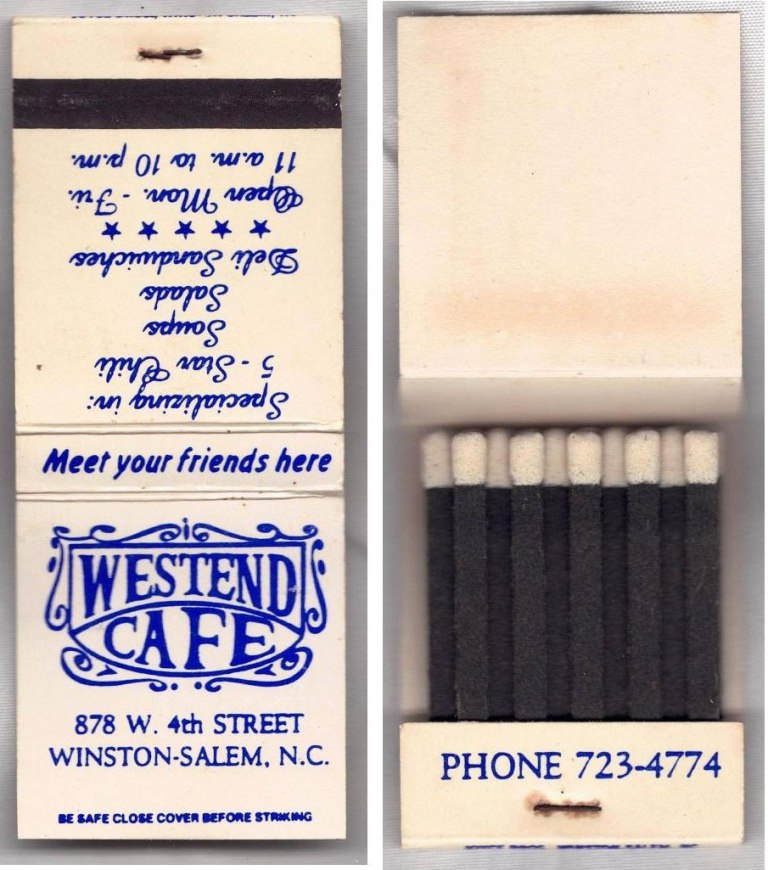 Specializing in:
5 - Star Chili
Soups
Salads
Deli Sandwiches
★ ★ ★ ★ ★
Open Mon. - Fri.
11 a.m. to 10 p.m.
Meet your friends here
WESTEND
CAFE
878 W. 4th STREET
WINSTON-SALEM, N.C.
BE SAFE CLOSE COVER BEFORE STRIKING
PHONE 723-4774